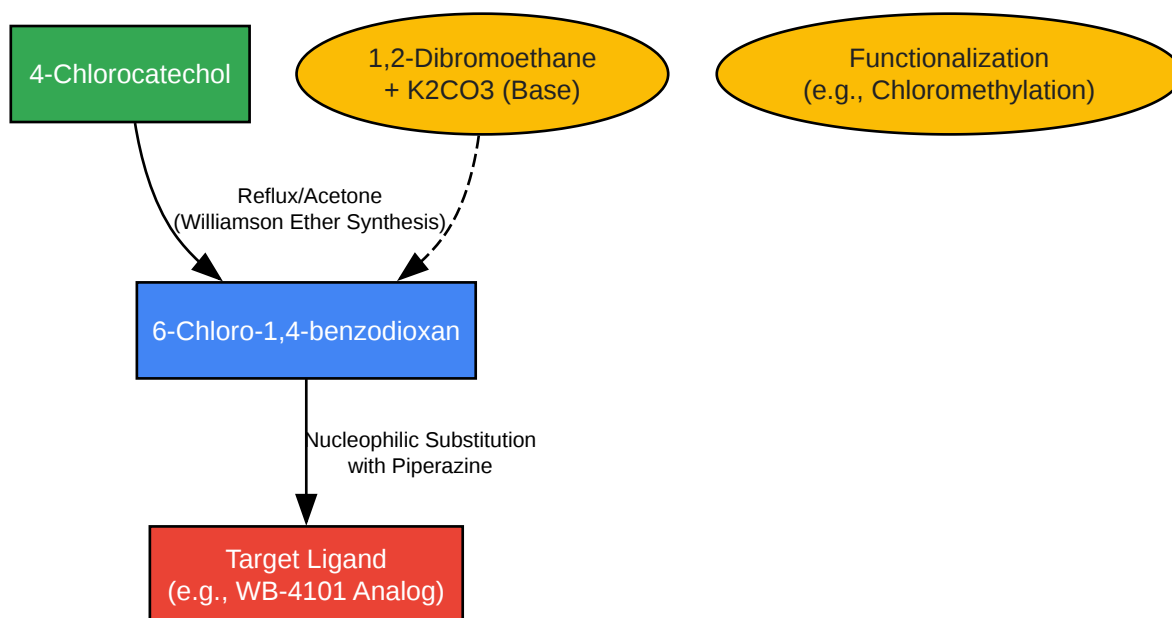 4-Chlorocatechol
1,2-Dibromoethane
+ K2CO3 (Base)
Functionalization
(e.g., Chloromethylation)
Reflux/Acetone
(Williamson Ether Synthesis)
6-Chloro-1,4-benzodioxan
Nucleophilic Substitution
with Piperazine
Target Ligand
(e.g., WB-4101 Analog)